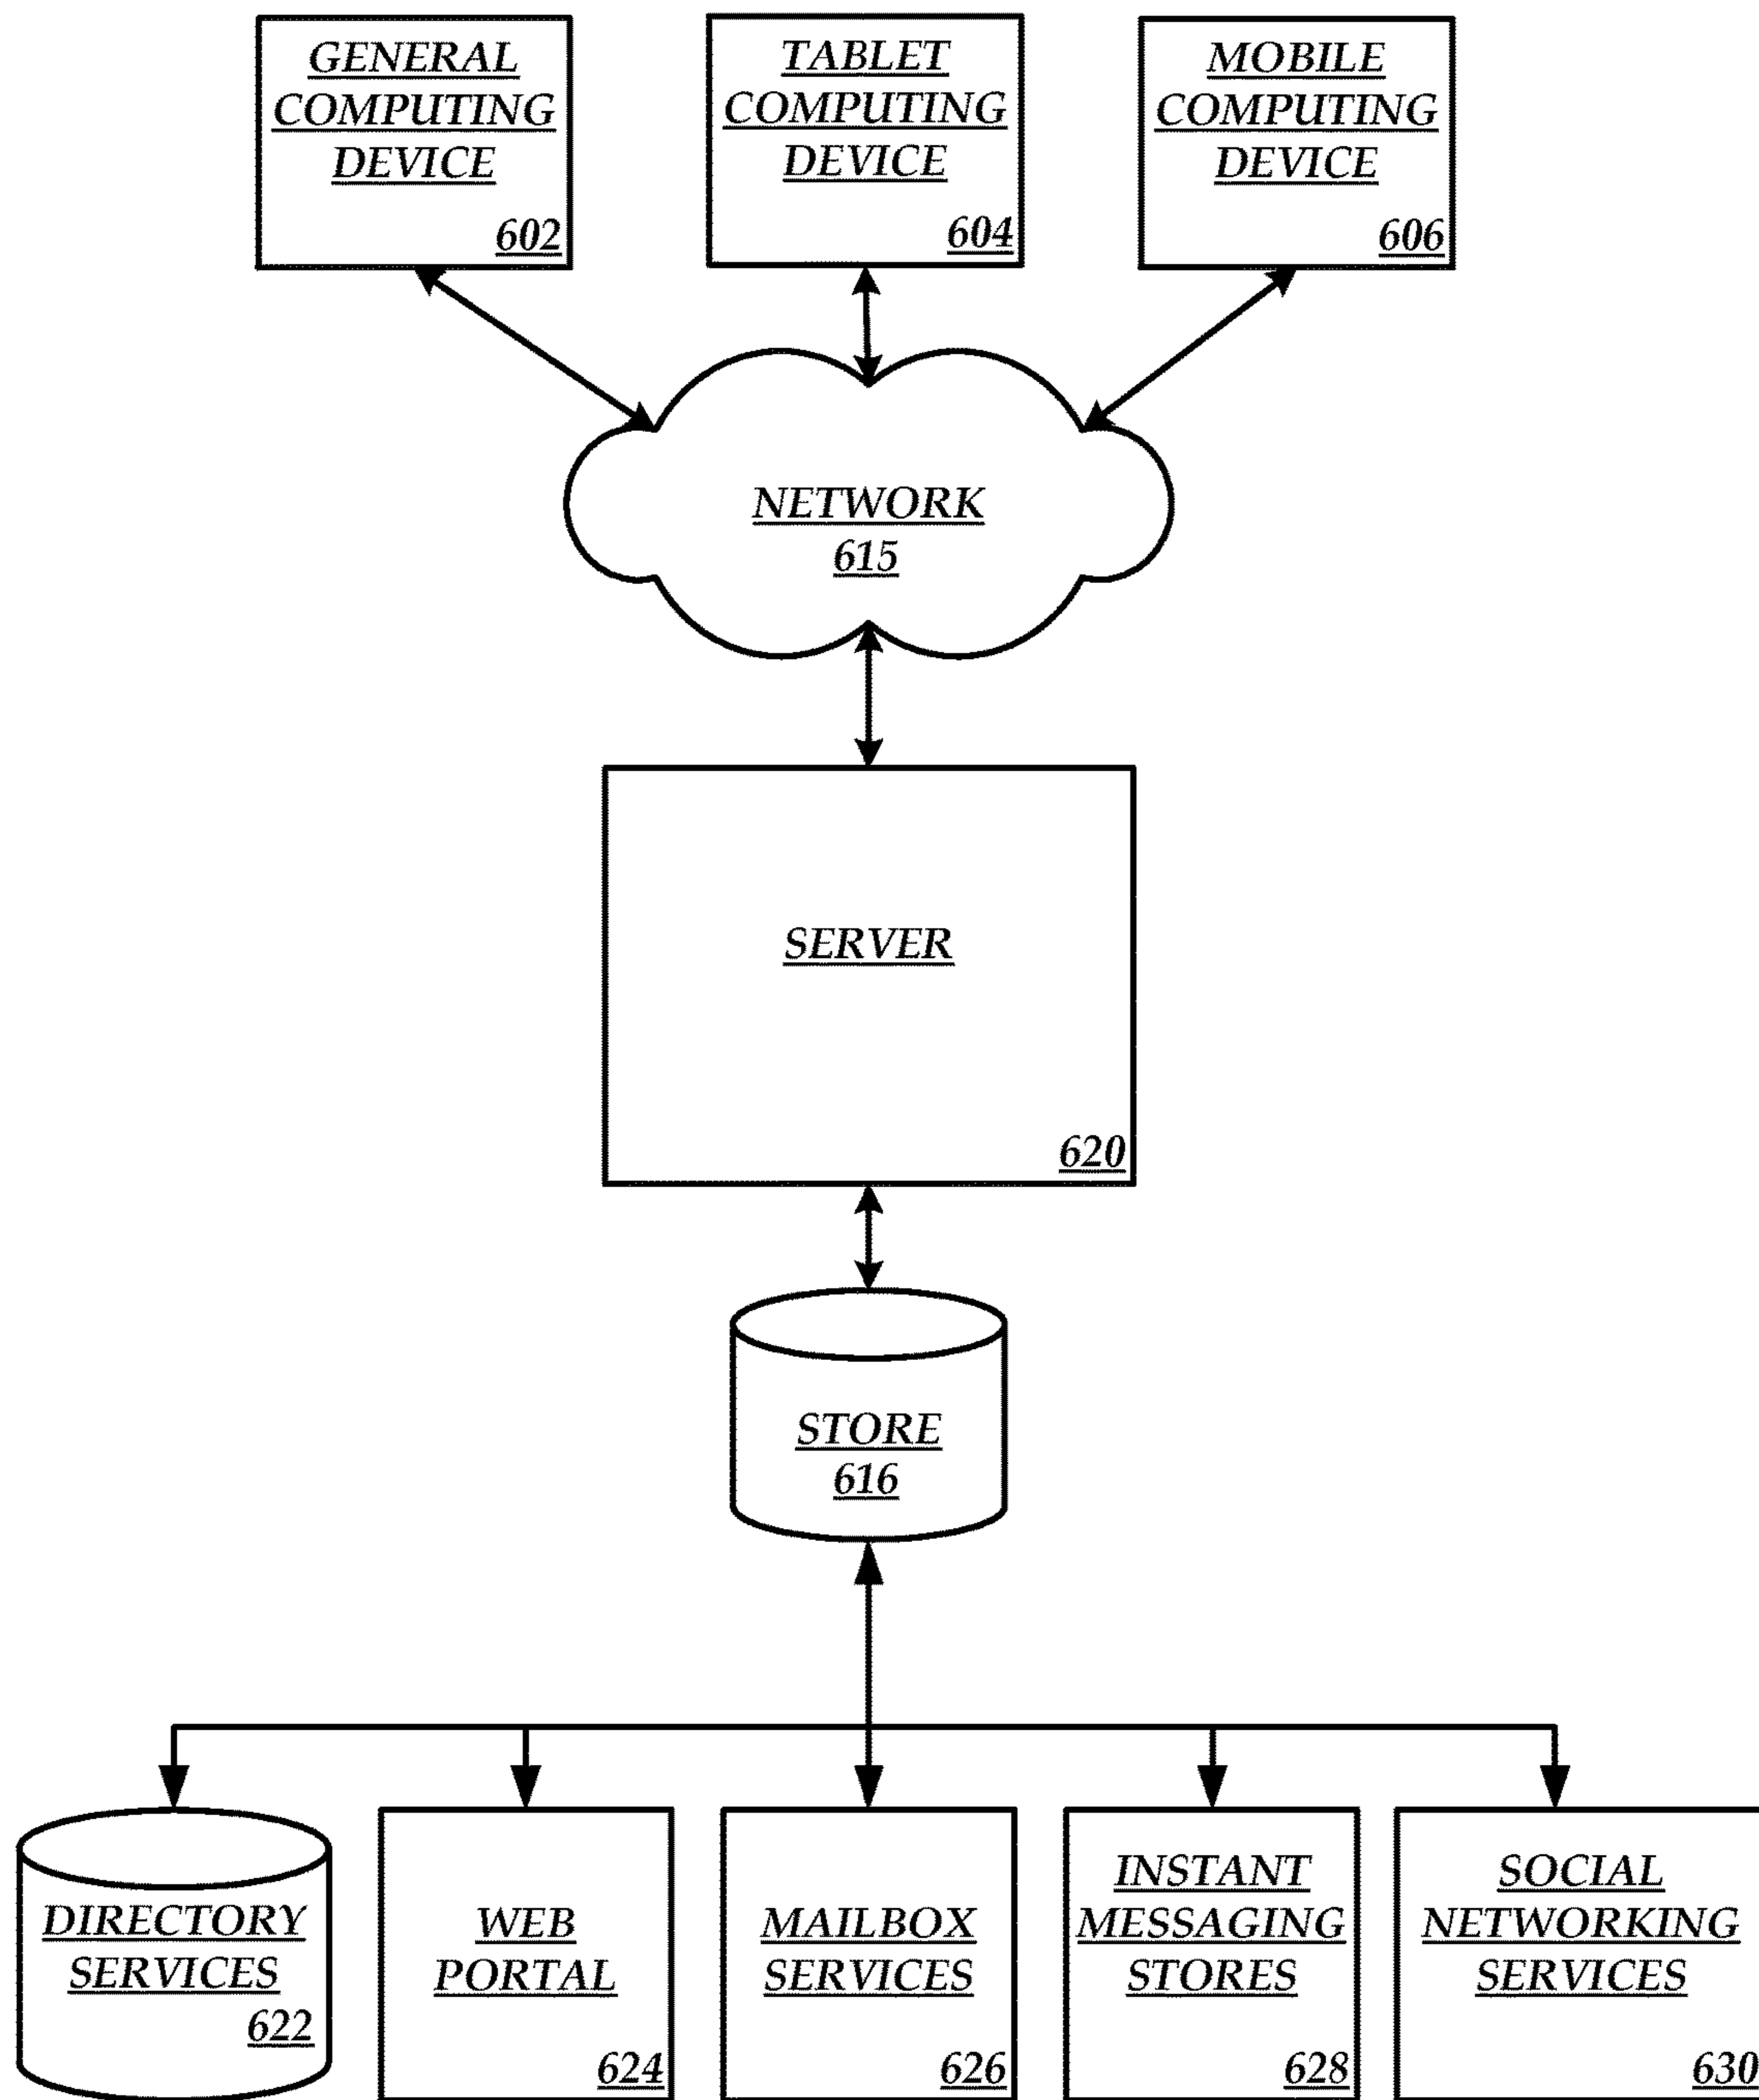 GENERAL
COMPUTING
DEVICE
602
TABLET
COMPUTING
DEVICE
604
MOBILE
COMPUTING
DEVICE
606
NETWORK
615
SERVER
620
STORE
616
DIRECTORY
SERVICES
622
WEB
PORTAL
624
MAILBOX
SERVICES
626
INSTANT
MESSAGING
STORES
628
SOCIAL
NETWORKING
SERVICES
630